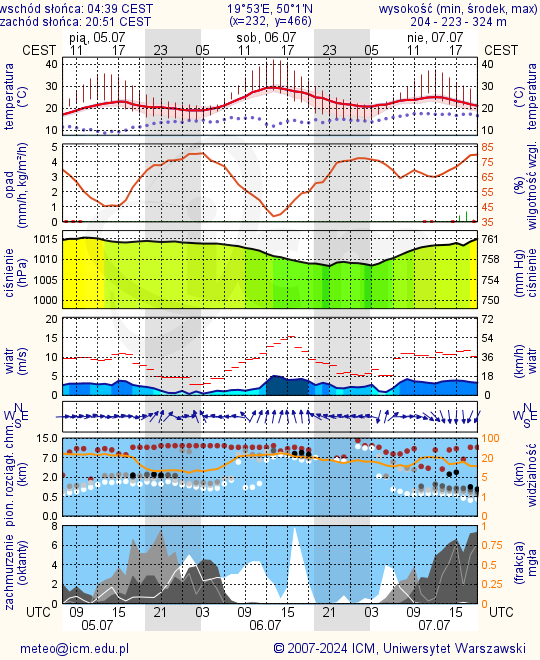 wschód słońca: 04:39 CEST 19°53'E, 50°1'N wysokość (min, środek, max)
zachód słońca: 20:51 CEST (x=232, y=466) 204 - 223 - 324 m
pią, 05.07 sob, 06.07 nie, 07.07
CEST 11 17 23 05 11 17 23 05 11 17 CEST
temperatura (°C) 40 30 20 10 40 30 20 10 (°C) temperatura
opad (mm/h, kg/m²/h) 5 4 3 2 1 0 85 75 65 55 45 35 (%) wilgotność wzgl.
ciśnienie (hPa) 1015 1010 1005 1000 761 758 754 750 (mm Hg) ciśnienie
wiatr (m/s) 20 15 10 5 0 72 54 36 18 0 (km/h) wiatr
N W E S N W E S
pion. rozciągł. chm. (km) 15.0 7.0 2.0 0.5 0.0 100 20 5 1 0 (km) widzialność
zachmurzenie (oktanty) 8 6 4 2 0 1 0.75 0.5 0.25 0 (frakcja) mgła
UTC 09 15 21 03 09 15 21 03 09 15 UTC
05.07 06.07 07.07
meteo@icm.edu.pl © 2007-2024 ICM, Uniwersytet Warszawski